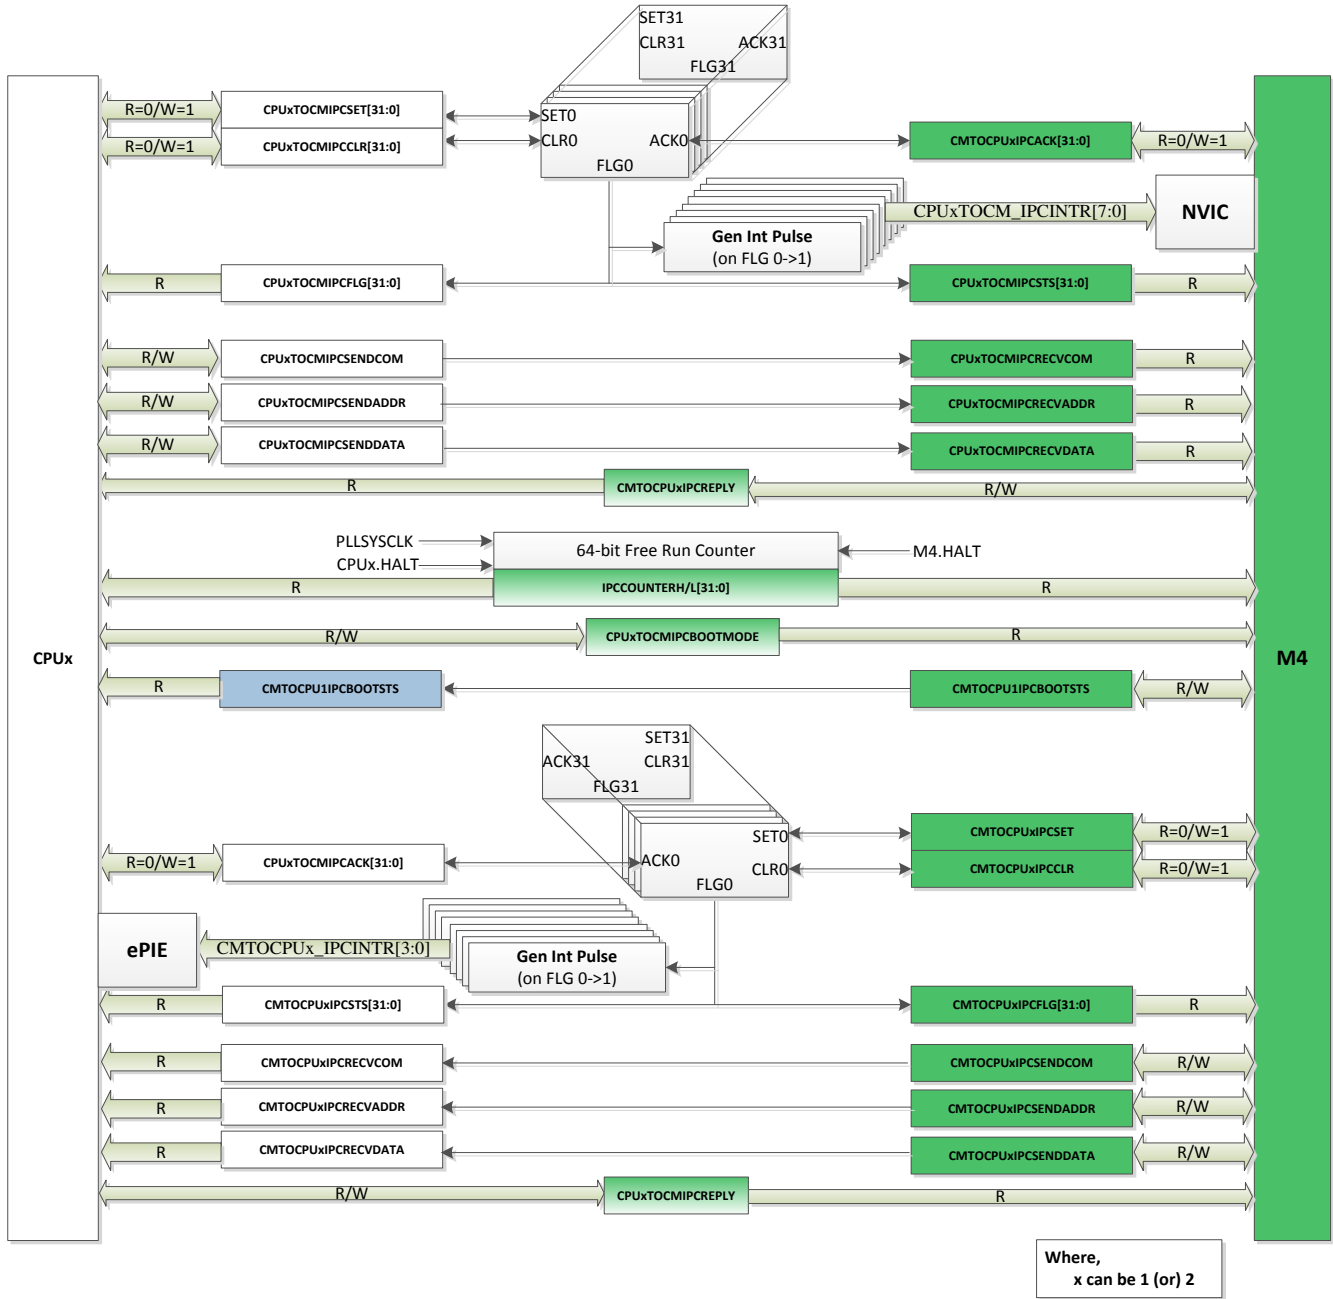 SET31
CLR31
ACK31
FLG31
R=0/W=1
CPUxTOCMIPCSET[31:0]
SET0
R=0/W=1
CPUxTOCMIPCCLR[31:0]
CLR0
ACK0
FLG0
CMTOCPUxIPCACK[31:0]
R=0/W=1
Gen Int Pulse
(on FLG 0->1)
CPUxTOCM_IPCINTR[7:0]
NVIC
R
CPUxTOCMIPCFLG[31:0]
CPUxTOCMIPCSTS[31:0]
R
R/W
CPUxTOCMIPCSENDCOM
CPUxTOCMIPCRECVCOM
R
R/W
CPUxTOCMIPCSENDADDR
CPUxTOCMIPCRECVADDR
R
R/W
CPUxTOCMIPCSENDDATA
CPUxTOCMIPCRECVDATA
R
R
CMTOCPUxIPCREPLY
R/W
PLLSYSCLK
CPUx.HALT
64-bit Free Run Counter
M4.HALT
R
IPCCOUNTERH/L[31:0]
R
R/W
CPUxTOCMIPCBOOTMODE
R
CPUx
M4
R
CMTOCPU1IPCBOOTSTS
CMTOCPU1IPCBOOTSTS
R/W
SET31
ACK31
CLR31
FLG31
SET0
CMTOCPUxIPCSET
R=0/W=1
R=0/W=1
CPUxTOCMIPCACK[31:0]
ACK0
CLR0
FLG0
CMTOCPUxIPCCLR
R=0/W=1
ePIE
CMTOCPUx_IPCINTR[3:0]
Gen Int Pulse
(on FLG 0->1)
R
CMTOCPUxIPCSTS[31:0]
CMTOCPUxIPCFLG[31:0]
R
R
CMTOCPUxIPCRECVCOM
CMTOCPUxIPCSENDCOM
R/W
R
CMTOCPUxIPCRECVADDR
CMTOCPUxIPCSENDADDR
R/W
R
CMTOCPUxIPCRECVDATA
CMTOCPUxIPCSENDDATA
R/W
R/W
CPUxTOCMIPCREPLY
R
Where,
x can be 1 (or) 2